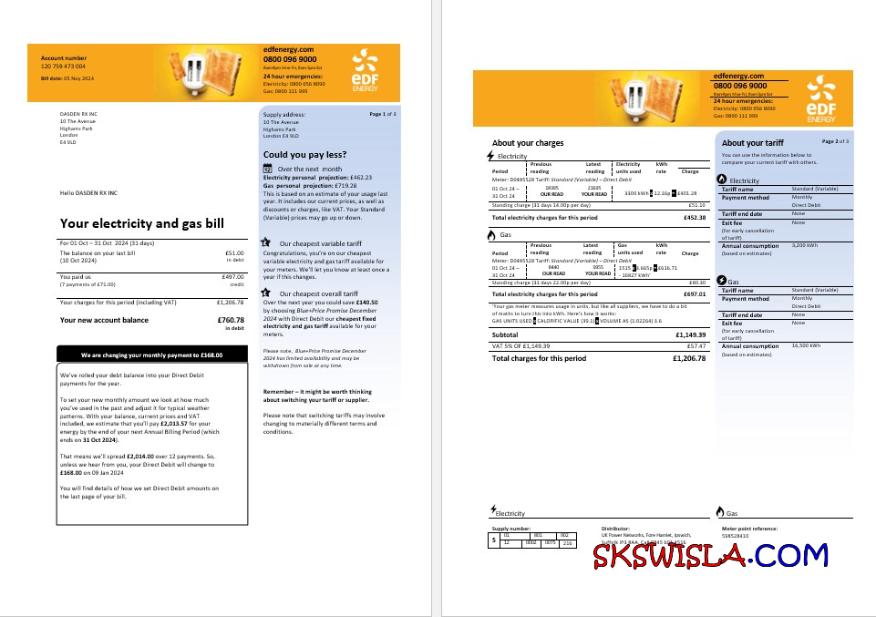 Account number
120 759 473 004
Bill date: 05 Nov 2024
edfenergy.com
0800 096 9000
8am-8pm Mon-Fri, 8am-2pm Sat
24 hour emergencies:
Electricity: 0800 056 8090
Gas: 0800 111 999
eDF
ENERGY
DASDEN RX INC
10 The Avenue
Highams Park
London
E4 9LD
Hello DASDEN RX INC
Your electricity and gas bill
For 01 Oct – 31 Oct 2024 (31 days)
The balance on your last bill £51.00
(10 Oct 2024) in debt
You paid us £497.00
(7 payments of £71.00) credit
Your charges for this period (including VAT) £1,206.78
Your new account balance £760.78
in debt
We are changing your monthly payment to £168.00
We've rolled your debt balance into your Direct Debit
payments for the year.
To set your new monthly amount we look at how much
you've used in the past and adjust it for typical weather
patterns. With your balance, current prices and VAT
included, we estimate that you'll pay £2,013.57 for your
energy by the end of your next Annual Billing Period (which
ends on 31 Oct 2024).
That means we'll spread £2,014.00 over 12 payments. So,
unless we hear from you, your Direct Debit will change to
£168.00 on 09 Jan 2024
You will find details of how we set Direct Debit amounts on
the last page of your bill.
Supply address: Page 1 of 3
10 The Avenue
Highams Park
London
E4 9LD
Could you pay less?
Over the next month
Electricity personal projection: £462.23
Gas personal projection: £719.28
This is based on an estimate of your usage last
year. It includes our current prices, as well as
discounts or charges, like VAT. Your Standard
(Variable) prices may go up or down.
Our cheapest variable tariff
Congratulations, you're on our cheapest
variable electricity and gas tariff available for
your meters. We'll let you know at least once a
year if this changes.
Our cheapest overall tariff
Over the next year you could save £140.50
by choosing Blue+Price Promise December
2024 with Direct Debit our cheapest fixed
electricity and gas tariff available for your
meters.
Please note, Blue+Price Promise December
2024 has limited availability and may be
withdrawn from sale at any time.
Remember – it might be worth thinking
about switching your tariff or supplier.
Please note that switching tariffs may involve
changing to materially different terms and
conditions.
edfenergy.com
0800 096 9000
8am-8pm Mon-Fri, 8am-2pm Sat
24 hour emergencies:
Electricity: 0800 056 8090
Gas: 0800 111 999
eDF
ENERGY
About your charges
Electricity
Previous Latest Electricity kWh
Period reading reading units used rate Charge
Tariff: Standard (Variable) – Direct Debit
01 Oct 24 –
31 Oct 24 OUR READ OUR READ £401.28
Standing charge (31 days 14.00p per day) £51.10
Total electricity charges for this period £452.38
Gas
Previous Latest Gas kWh
Period reading reading units used rate Charge
Tariff: Standard (Variable) – Direct Debit
01 Oct 24 – £616.71
31 Oct 24 OUR READ OUR READ
Standing charge (31 days 22.00p per day) £80.30
Total electricity charges for this period £697.01
"Your gas meter measures usage in units, but like all suppliers, we have to do a bit
of maths to turn this into kWh. Here's how it works:
GAS UNITS USED x CALORIFIC VALUE (39.1) x VOLUME AS (1.02264) 3.6
Subtotal £1,149.39
VAT 5% OF £1,149.39 £57.47
Total charges for this period £1,206.78
About your tariff Page 2 of 3
You can use the information below to
compare your current tariff with others.
Electricity
Tariff name Standard (Variable)
Payment method Monthly
Direct Debit
Tariff end date None
Exit fee None
(for early cancellation
of tariff)
Annual consumption 3,200 kWh
(based on estimates)
Gas
Tariff name Standard (Variable)
Payment method Monthly
Direct Debit
Tariff end date None
Exit fee None
(for early cancellation
of tariff)
Annual consumption 16,500 kWh
(based on estimates)
Electricity
Supply number:
S 01 801 902
12 0002 0075 216
Distributor:
UK Power Networks, Fore Hamlet, Ipswich,
Gas
Meter point reference:
598528410
SKSWISLA.COM